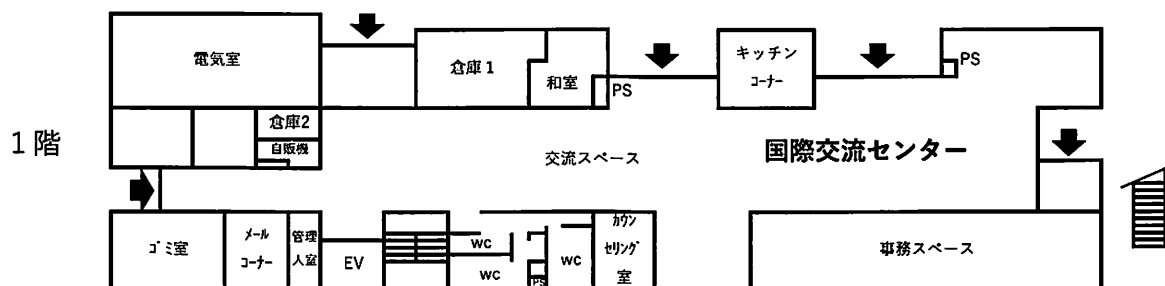 1階
電気室
倉庫1
和室
PS
キッチン
コーナー
PS
倉庫2
自販機
交流スペース
国際交流センター
ゴミ室
メール
コーナー
管理
人室
EV
WC
WC
PS
WC
カウン
セリング
室
事務スペース